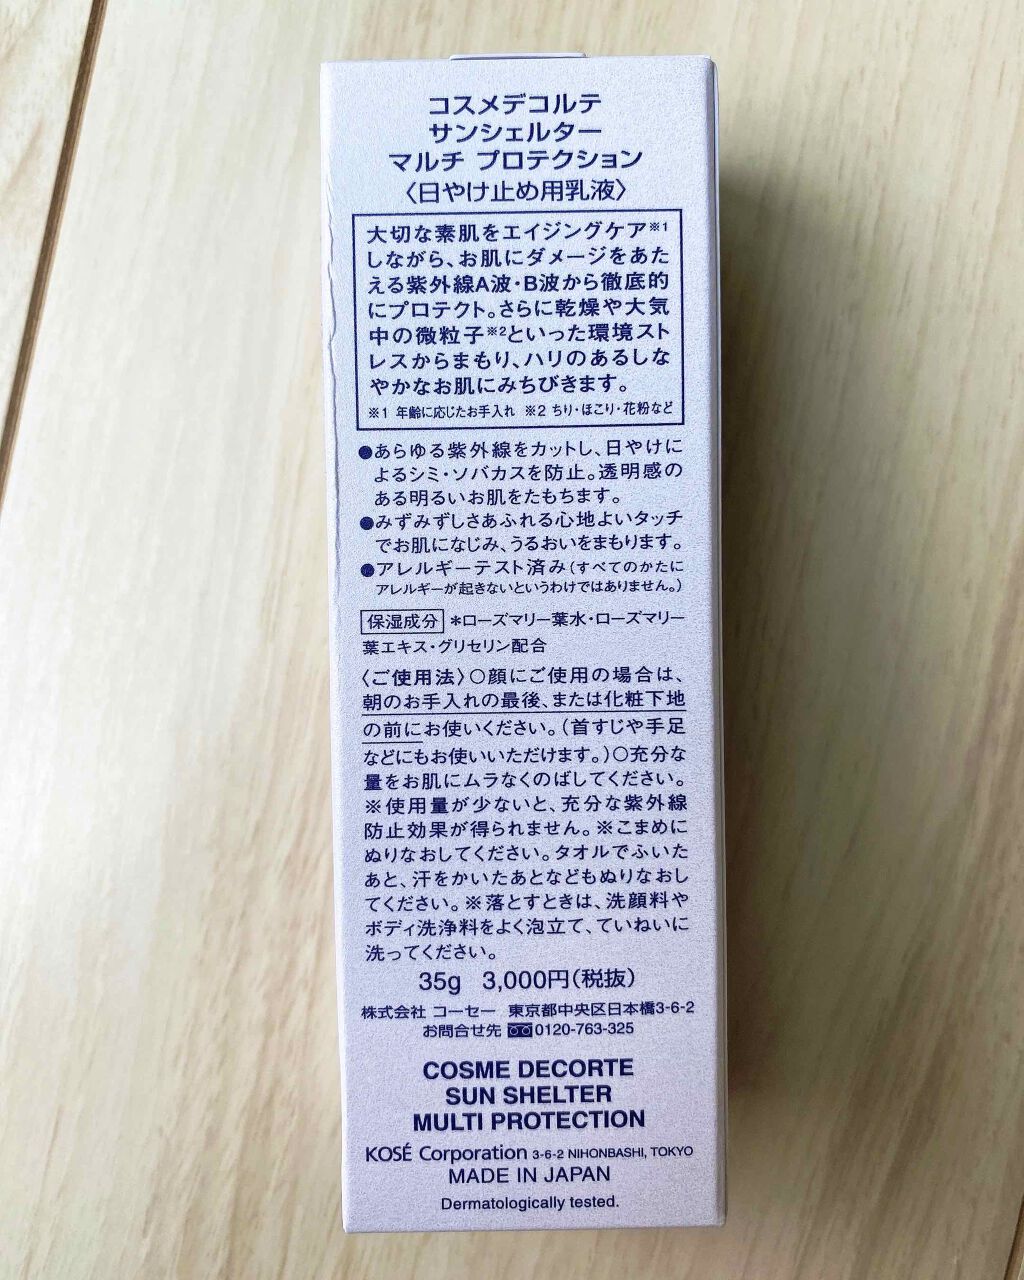 コスメデコルテ
サンシェルター
マルチ プロテクション
〈日やけ止め用乳液〉
大切な素肌をエイジングケア※1
しながら、お肌にダメージをあた
える紫外線A波・B波から徹底的
にプロテクト。さらに乾燥や大気
中の微粒子※2といった環境スト
レスからまもり、ハリのあるしな
やかなお肌にみちびきます。
※1 年齢に応じたお手入れ ※2 ちり・ほこり・花粉など
●あらゆる紫外線をカットし、日やけに
よるシミ・ソバカスを防止。透明感の
ある明るいお肌をたもちます。
●みずみずしさあふれる心地よいタッチ
でお肌になじみ、うるおいをまもります。
●アレルギーテスト済み(すべてのかたに
アレルギーが起きないというわけではありません。)
保湿成分 *ローズマリー葉水・ローズマリー
葉エキス・グリセリン配合
〈ご使用法〉○顔にご使用の場合は、
朝のお手入れの最後、または化粧下地
の前にお使いください。(首すじや手足
などにもお使いいただけます。)○充分な
量をお肌にムラなくのばしてください。
※使用量が少ないと、充分な紫外線
防止効果が得られません。※こまめに
ぬりなおしてください。タオルでふいた
あと、汗をかいたあとなどもぬりなおし
てください。※落とすときは、洗顔料や
ボディ洗浄料をよく泡立て、ていねいに
洗ってください。
35g 3,000円(税抜)
株式会社 コーセー 東京都中央区日本橋3-6-2
お問合せ先 0120-763-325
COSME DECORTE
SUN SHELTER
MULTI PROTECTION
KOSÉ Corporation 3-6-2 NIHONBASHI, TOKYO
MADE IN JAPAN
Dermatologically tested.